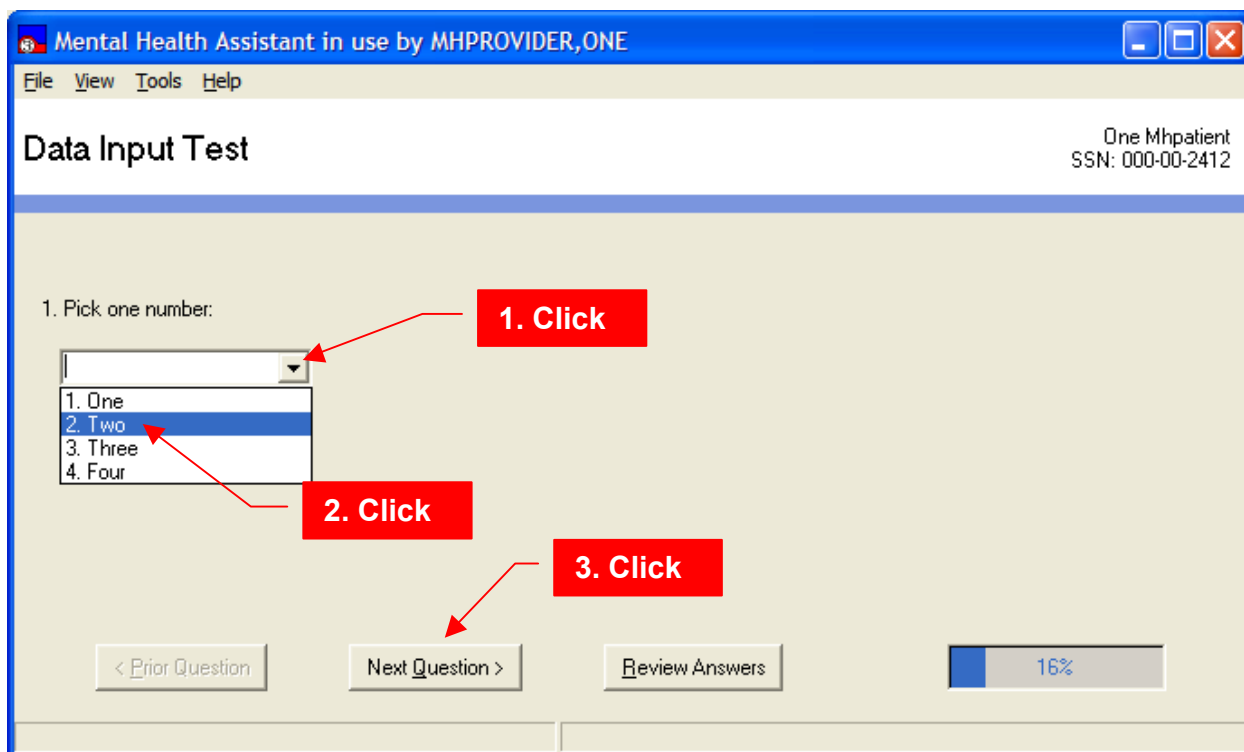 Mental Health Assistant in use by MHPROVIDER,ONE
File View Tools Help
Data Input Test
One Mhpatient
SSN: 000-00-2412
1. Pick one number:
1. Click
1. One
2. Two
3. Three
4. Four
2. Click
3. Click
< Prior Question
Next Question >
Review Answers
16%